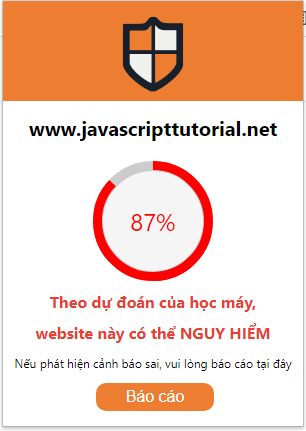 www.javascripttutorial.net
87%
Theo dự đoán của học máy,
website này có thể NGUY HIỂM
Nếu phát hiện cảnh báo sai, vui lòng báo cáo tại đây
Báo cáo